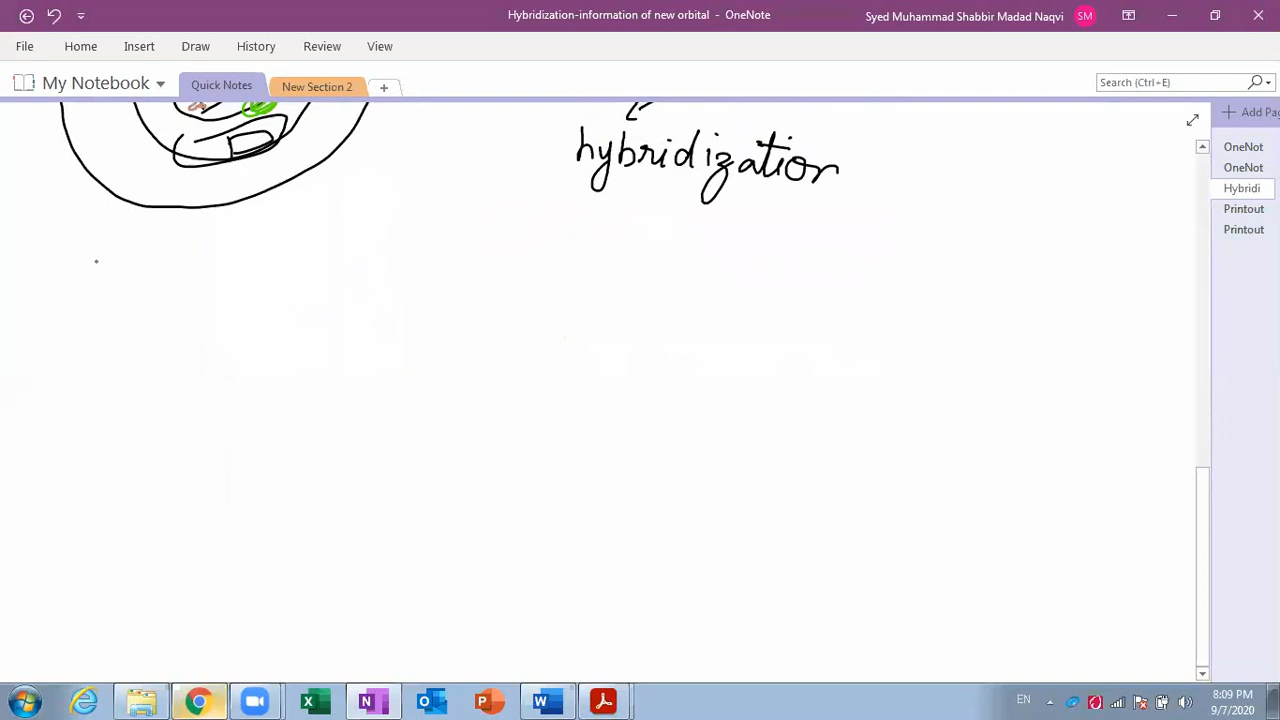 Hybridization-information of new orbital - OneNote
Syed Muhammad Shabbir Madad Naqvi
SM
File Home Insert Draw History Review View
My Notebook
Quick Notes
New Section 2
+
Search (Ctrl+E)
Add Pag
hybridization
OneNot
OneNot
Hybridi
Printout
Printout
EN
8:09 PM
9/7/2020